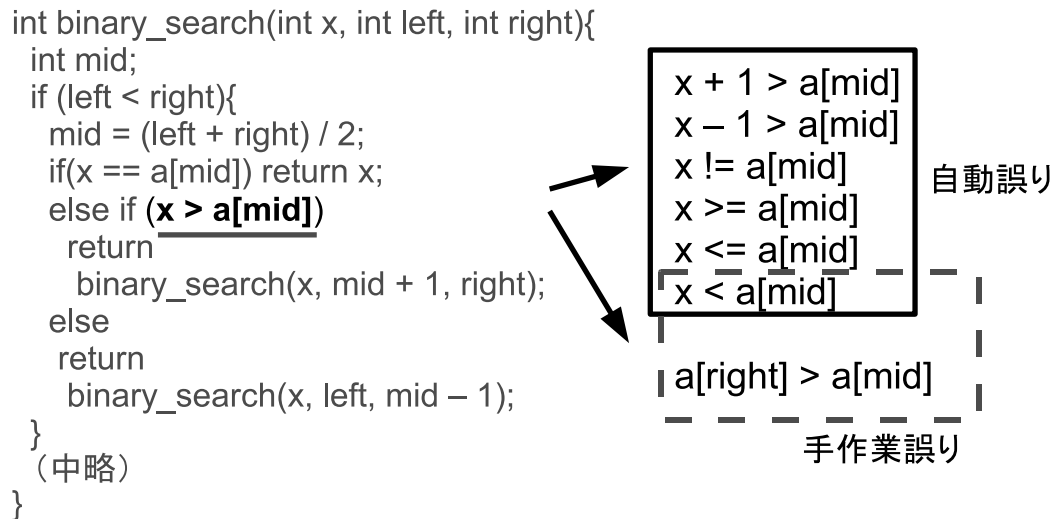 int binary_search(int x, int left, int right){
int mid;
if (left < right){
mid = (left + right) / 2;
if(x == a[mid]) return x;
else if (x > a[mid])
return
binary_search(x, mid + 1, right);
else
return
binary_search(x, left, mid – 1);
}
（中略）
}
x + 1 > a[mid]
x – 1 > a[mid]
x != a[mid]
x >= a[mid]
x <= a[mid]
x < a[mid]
自動誤り
a[right] > a[mid]
手作業誤り